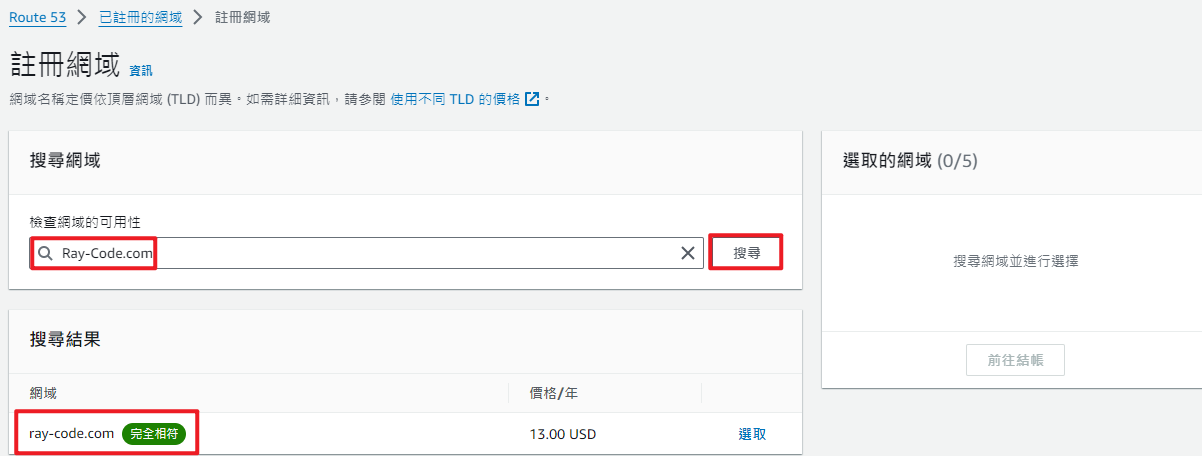 Route 53 > 已註冊的網域 > 註冊網域
註冊網域 資訊
網域名稱定價依頂層網域 (TLD) 而異。如需詳細資訊，請參閱 使用不同 TLD 的價格。
搜尋網域
檢查網域的可用性
Ray-Code.com
搜尋
搜尋結果
網域 價格/年
ray-code.com 完全相符 13.00 USD 選取
選取的網域 (0/5)
搜尋網域並進行選擇
前往結帳